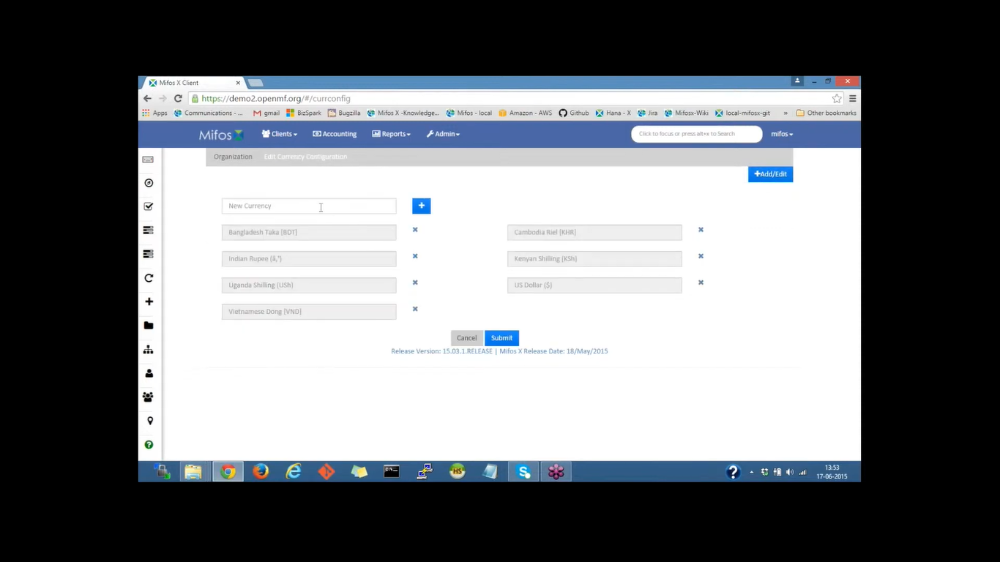 Mifos X Client
https://demo2.openmf.org/#/currconfig
Apps Communications - ... gmail BizSpark Bugzilla Mifos X -Knowledge... Mifos - local Amazon - AWS Github Hana - X Jira Mifosx-Wiki local-mifosx-git » Other bookmarks
Mifos Clients Accounting Reports Admin Click to focus or press alt+x to Search mifos
Organization Edit Currency Configuration
Add/Edit
New Currency
Bangladesh Taka [BDT] Cambodia Riel [KHR]
Indian Rupee (ã,¹) Kenyan Shilling (KSh)
Uganda Shilling (USh) US Dollar ($)
Vietnamese Dong [VND]
Cancel Submit
Release Version: 15.03.1.RELEASE | Mifos X Release Date: 18/May/2015
HS
13:53
17-06-2015